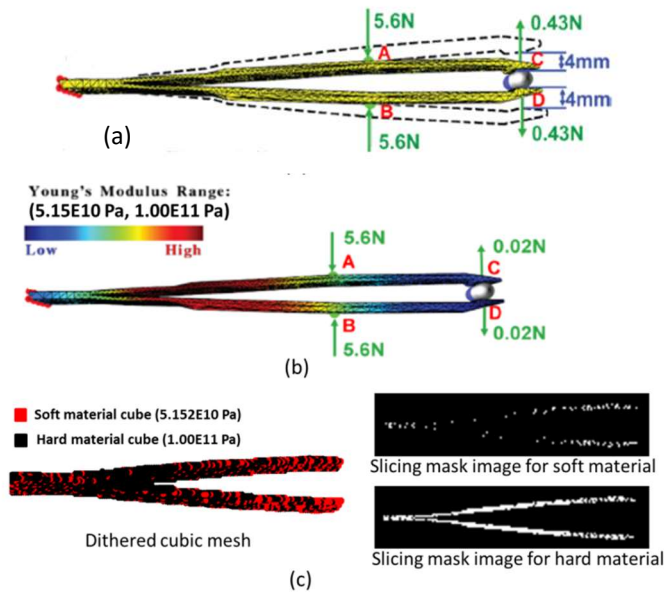 5.6N
0.43N
A
C
4mm
D
4mm
B
(a)
5.6N
0.43N
Young's Modulus Range:
(5.15E10 Pa, 1.00E11 Pa)
Low
High
5.6N
A
C
0.02N
B
D
0.02N
5.6N
(b)
Soft material cube (5.152E10 Pa)
Hard material cube (1.00E11 Pa)
Slicing mask image for soft material
Dithered cubic mesh
Slicing mask image for hard material
(c)